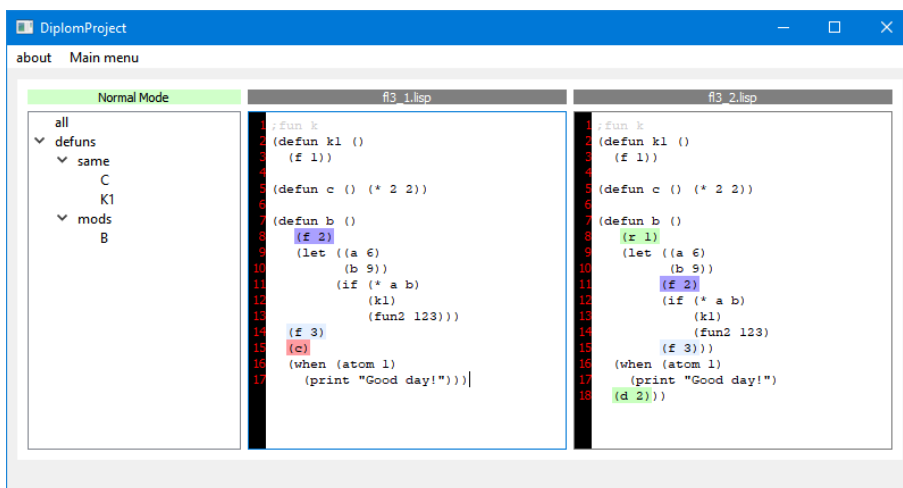 DiplomProject
about Main menu
Normal Mode
all
defuns
same
C
K1
mods
B
fl3_1.lisp
1 ;fun k
2 (defun k1 ()
3 (f 1))
4
5 (defun c () (* 2 2))
6
7 (defun b ()
8 (f 2)
9 (let ((a 6)
10 (b 9))
11 (if (* a b)
12 (k1)
13 (fun2 123)))
14 (f 3)
15 (c)
16 (when (atom l)
17 (print "Good day!")))
fl3_2.lisp
1 ;fun k
2 (defun k1 ()
3 (f 1))
4
5 (defun c () (* 2 2))
6
7 (defun b ()
8 (r 1)
9 (let ((a 6)
10 (b 9))
11 (f 2)
12 (if (* a b)
13 (k1)
14 (fun2 123)
15 (f 3)))
16 (when (atom l)
17 (print "Good day!")
18 (d 2)))